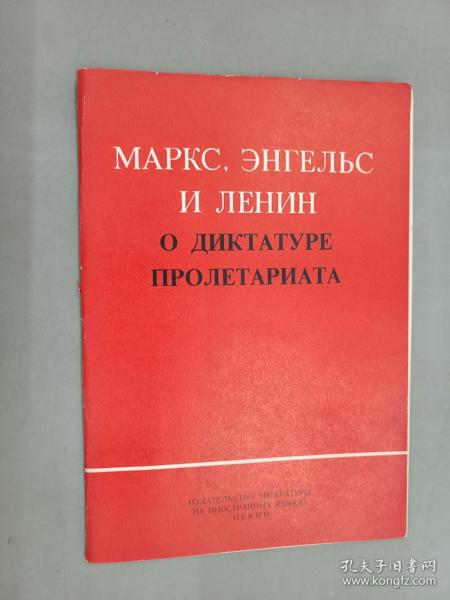 МАРКС, ЭНГЕЛЬС
И ЛЕНИН
О ДИКТАТУРЕ
ПРОЛЕТАРИАТА
ИЗДАТЕЛЬСТВО ЛИТЕРАТУРЫ
НА ИНОСТРАННЫХ ЯЗЫКАХ
ПЕКИН
孔夫子旧书网
www.kongfz.com